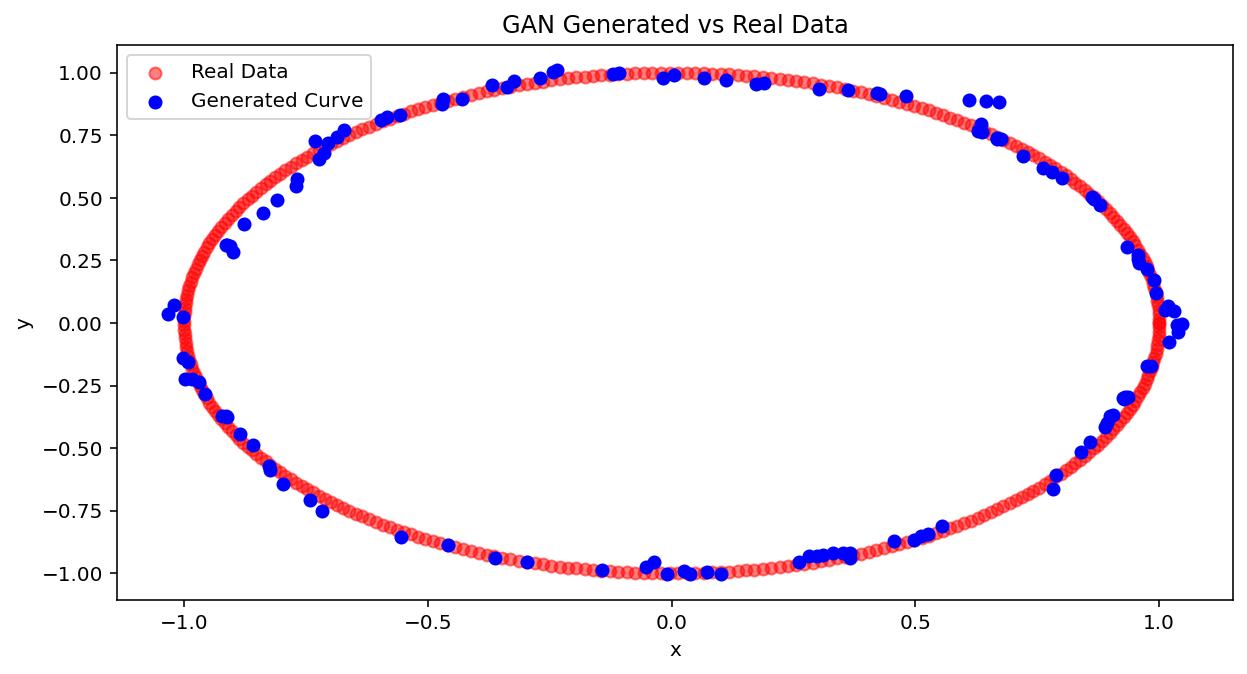 GAN Generated vs Real Data
Real Data
Generated Curve
1.00
0.75
0.50
0.25
0.00
−0.25
−0.50
−0.75
−1.00
y
−1.0 −0.5 0.0 0.5 1.0
x